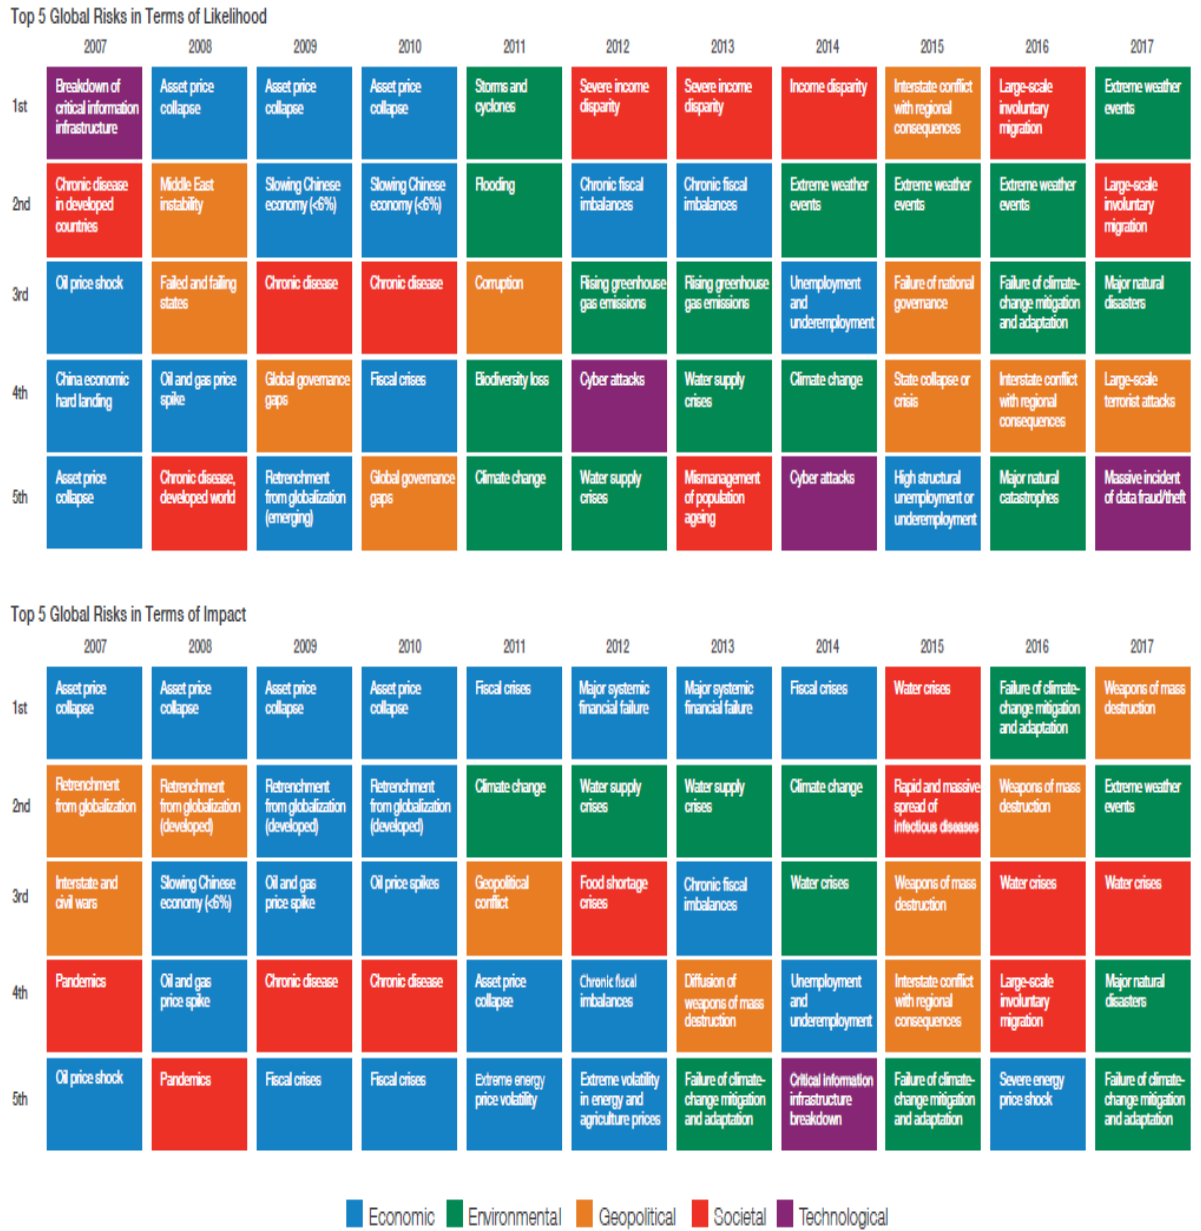 Top 5 Global Risks in Terms of Likelihood
2007 2008 2009 2010 2011 2012 2013 2014 2015 2016 2017
1st
Breakdown of
critical information
infrastructure
Asset price
collapse
Asset price
collapse
Asset price
collapse
Storms and
cyclones
Severe income
disparity
Severe income
disparity
Income disparity
Interstate conflict
with regional
consequences
Large-scale
involuntary
migration
Extreme weather
events
2nd
Chronic disease
in developed
countries
Middle East
instability
Slowing Chinese
economy (<6%)
Slowing Chinese
economy (<6%)
Flooding
Chronic fiscal
imbalances
Chronic fiscal
imbalances
Extreme weather
events
Extreme weather
events
Extreme weather
events
Large-scale
involuntary
migration
3rd
Oil price shock
Failed and failing
states
Chronic disease
Chronic disease
Corruption
Rising greenhouse
gas emissions
Rising greenhouse
gas emissions
Unemployment
and
underemployment
Failure of national
governance
Failure of climate-
change mitigation
and adaptation
Major natural
disasters
4th
China economic
hard landing
Oil and gas price
spike
Global governance
gaps
Fiscal crises
Biodiversity loss
Cyber attacks
Water supply
crises
Climate change
State collapse or
crisis
Interstate conflict
with regional
consequences
Large-scale
terrorist attacks
5th
Asset price
collapse
Chronic disease,
developed world
Retrenchment
from globalization
(emerging)
Global governance
gaps
Climate change
Water supply
crises
Mismanagement
of population
ageing
Cyber attacks
High structural
unemployment or
underemployment
Major natural
catastrophes
Massive incident
of data fraud/theft
Top 5 Global Risks in Terms of Impact
2007 2008 2009 2010 2011 2012 2013 2014 2015 2016 2017
1st
Asset price
collapse
Asset price
collapse
Asset price
collapse
Asset price
collapse
Fiscal crises
Major systemic
financial failure
Major systemic
financial failure
Fiscal crises
Water crises
Failure of climate-
change mitigation
and adaptation
Weapons of mass
destruction
2nd
Retrenchment
from globalization
Retrenchment
from globalization
(developed)
Retrenchment
from globalization
(developed)
Retrenchment
from globalization
(developed)
Climate change
Water supply
crises
Water supply
crises
Climate change
Rapid and massive
spread of
infectious diseases
Weapons of mass
destruction
Extreme weather
events
3rd
Interstate and
civil wars
Slowing Chinese
economy (<6%)
Oil and gas
price spike
Oil price spikes
Geopolitical
conflict
Food shortage
crises
Chronic fiscal
imbalances
Water crises
Weapons of mass
destruction
Water crises
Water crises
4th
Pandemics
Oil and gas
price spike
Chronic disease
Chronic disease
Asset price
collapse
Chronic fiscal
imbalances
Diffusion of
weapons of mass
destruction
Unemployment
and
underemployment
Interstate conflict
with regional
consequences
Large-scale
involuntary
migration
Major natural
disasters
5th
Oil price shock
Pandemics
Fiscal crises
Fiscal crises
Extreme energy
price volatility
Extreme volatility
in energy and
agriculture prices
Failure of climate-
change mitigation
and adaptation
Critical information
infrastructure
breakdown
Failure of climate-
change mitigation
and adaptation
Severe energy
price shock
Failure of climate-
change mitigation
and adaptation
Economic Environmental Geopolitical Societal Technological